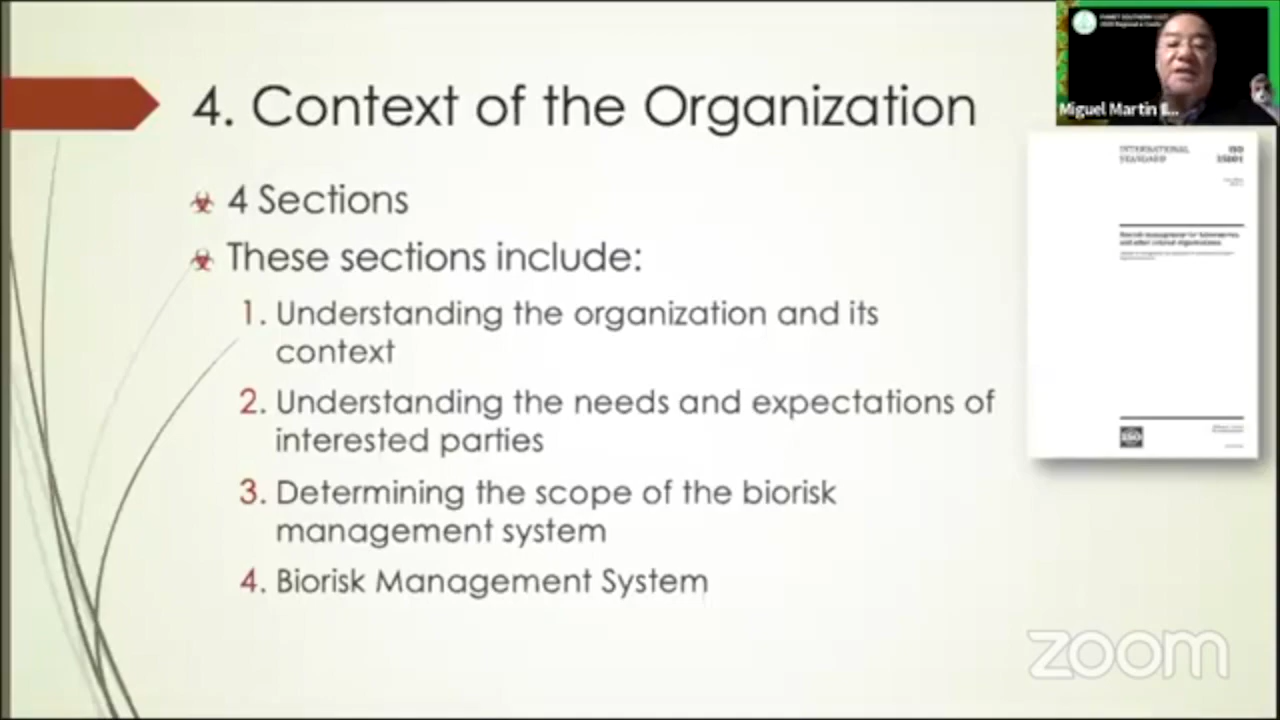 4. Context of the Organization
4 Sections
These sections include:
1. Understanding the organization and its
context
2. Understanding the needs and expectations of
interested parties
3. Determining the scope of the biorisk
management system
4. Biorisk Management System
Miguel Martin
INTERNATIONAL
STANDARD
ISO
35001
ISO
zoom